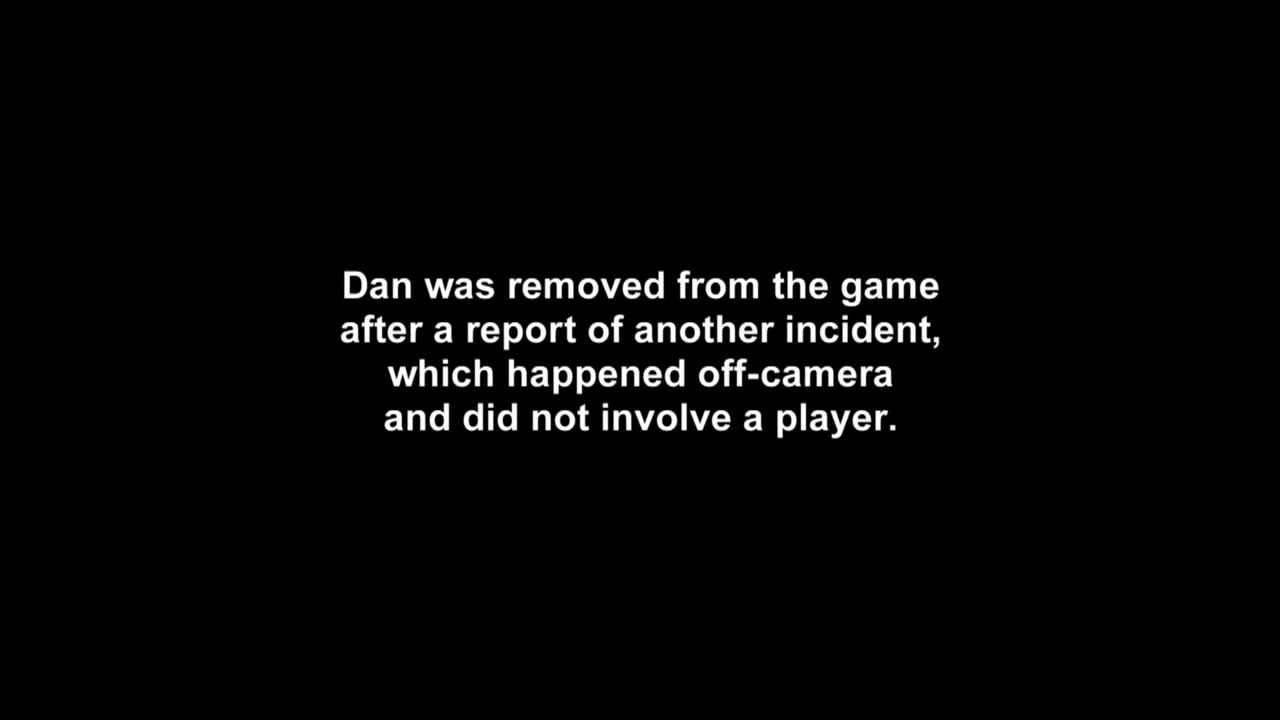 Dan was removed from the game
after a report of another incident,
which happened off-camera
and did not involve a player.